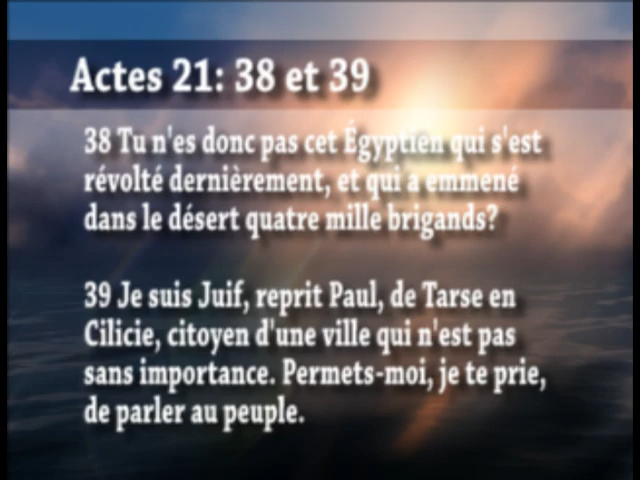 Actes 21: 38 et 39
38 Tu n'es donc pas cet Égyptien qui s'est
révolté dernièrement, et qui a emmené
dans le désert quatre mille brigands?
39 Je suis Juif, reprit Paul, de Tarse en
Cilicie, citoyen d'une ville qui n'est pas
sans importance. Permets-moi, je te prie,
de parler au peuple.